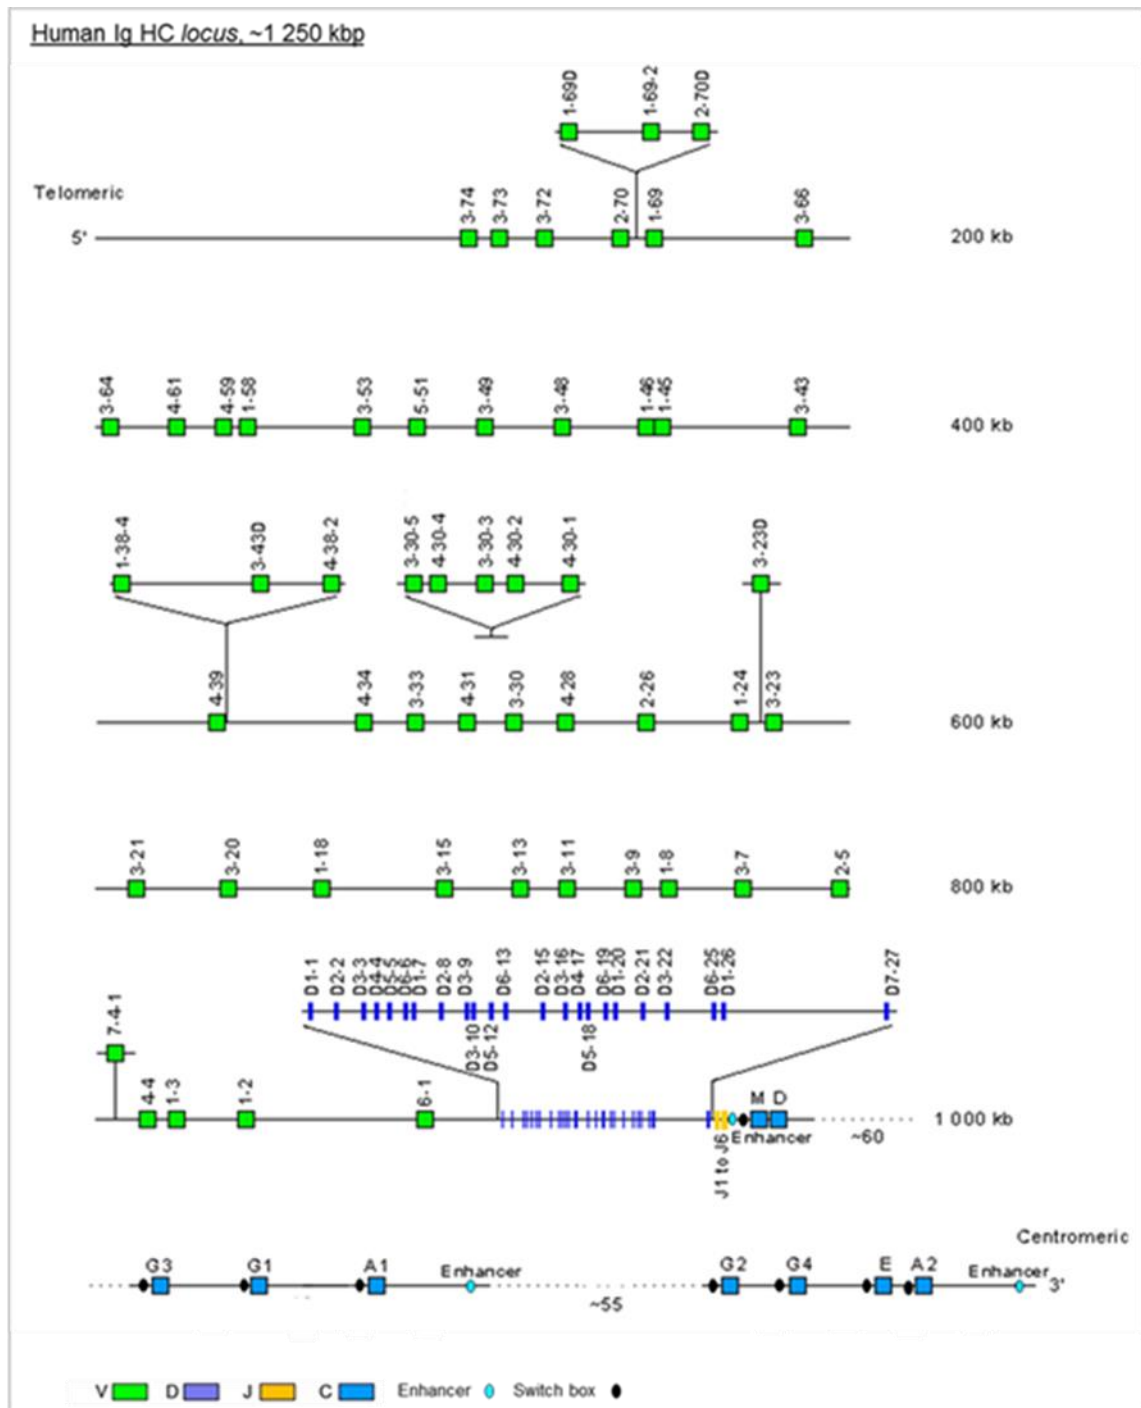 Human Ig HC locus, ~1 250 kbp
1-69D 1-69-2 2-70D
Telomeric
3-74 3-73 3-72 2-70 1-69 3-66
5' 200 kb
3-64 4-61 4-59 1-58 3-53 5-51 3-49 3-48 1-46 1-45 3-43
400 kb
1-38-4 3-43D 4-38-2 3-30-5 4-30-4 3-30-3 4-30-2 4-30-1 3-23D
4-39 4-34 3-33 4-31 3-30 4-28 2-26 1-24 3-23
600 kb
3-21 3-20 1-18 3-15 3-13 3-11 3-9 1-8 3-7 2-5
800 kb
D1-1 D2-2 D3-3 D4-4 D5-5 D6-6 D1-7 D2-8 D3-9 D6-13 D2-15 D3-16 D4-17 D6-19 D1-20 D2-21 D3-22 D6-25 D1-26 D7-27
D3-10 D5-12 D5-18
7-4-1
4-4 1-3 1-2 6-1 M D
1 000 kb
Enhancer ~60
J1 to J6
Centromeric
G3 G1 A1 Enhancer G2 G4 E A2 Enhancer 3'
~55
V D J C Enhancer Switch box